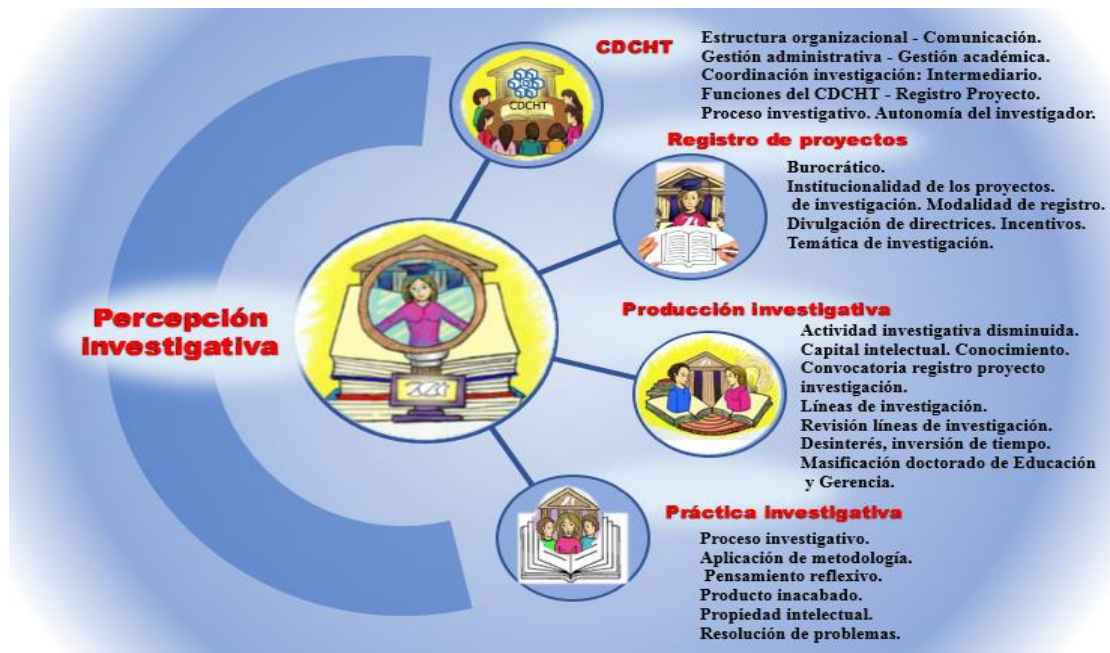 CDCHT
Estructura organizacional - Comunicación.
Gestión administrativa - Gestión académica.
Coordinación investigación: Intermediario.
Funciones del CDCHT - Registro Proyecto.
Proceso investigativo. Autonomía del investigador.
CDCHT
Registro de proyectos
Burocrático.
Institucionalidad de los proyectos.
de investigación. Modalidad de registro.
Divulgación de directrices. Incentivos.
Temática de investigación.
Percepción
investigativa
Producción investigativa
Actividad investigativa disminuida.
Capital intelectual. Conocimiento.
Convocatoria registro proyecto
investigación.
Líneas de investigación.
Revisión líneas de investigación.
Desinterés, inversión de tiempo.
Masificación doctorado de Educación
y Gerencia.
Práctica investigativa
Proceso investigativo.
Aplicación de metodología.
Pensamiento reflexivo.
Producto inacabado.
Propiedad intelectual.
Resolución de problemas.